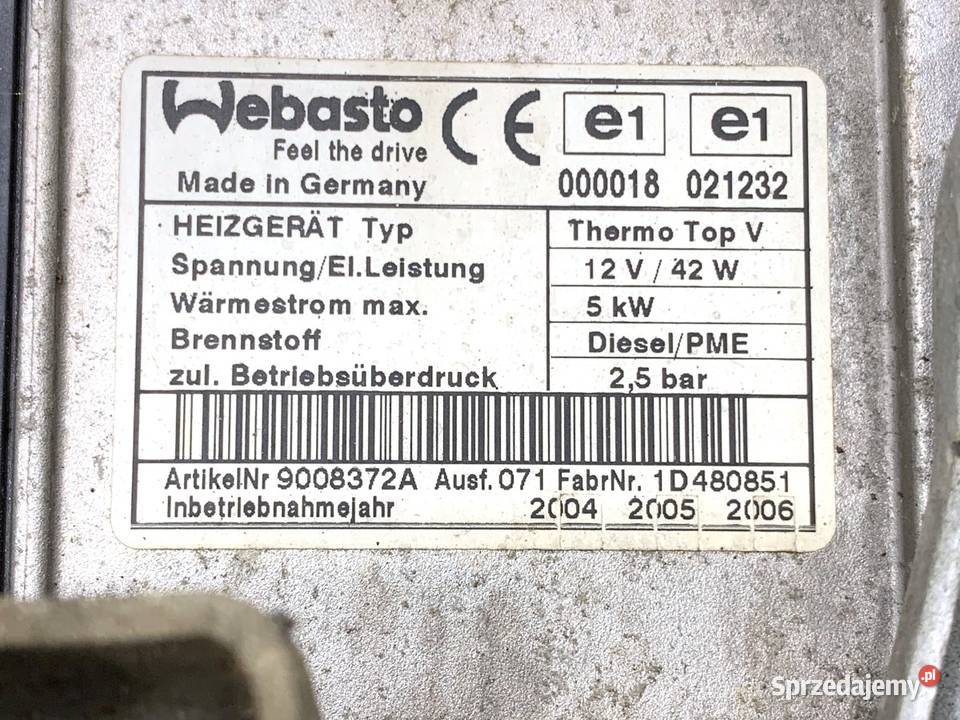 Webasto
Feel the drive
CE e1 e1
Made in Germany 000018 021232
HEIZGERÄT Typ Thermo Top V
Spannung/El.Leistung 12 V / 42 W
Wärmestrom max. 5 kW
Brennstoff Diesel/PME
zul. Betriebsüberdruck 2,5 bar
ArtikelNr 9008372A Ausf. 071 FabrNr. 1D480851
Inbetriebnahmejahr 2004 2005 2006
Sprzedajemy.pl